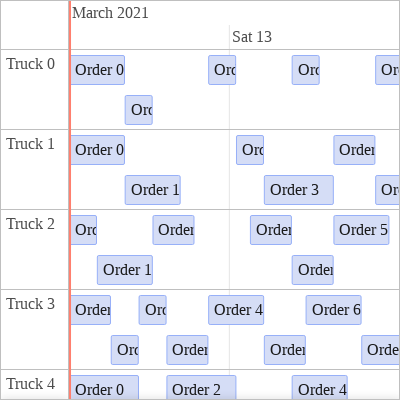 March 2021
Sat 13
Truck 0
Order 0
Orc
Orc
Or
Orc
Truck 1
Order 0
Orc
Order
Order 1
Order 3
Or
Truck 2
Orc
Order
Order
Order 5
Order 1
Order
Truck 3
Order
Orc
Order 4
Order 6
Orc
Order
Order
Orde
Truck 4
Order 0
Order 2
Order 4